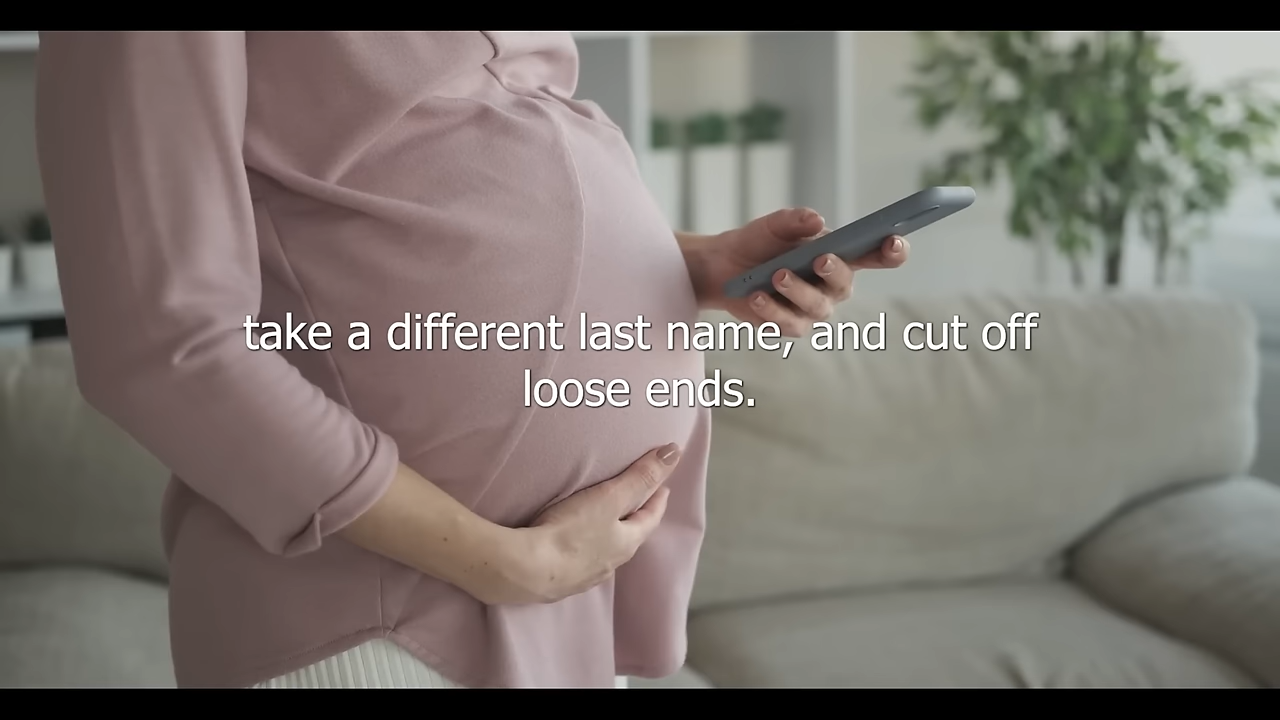 take a different last name, and cut off
loose ends.